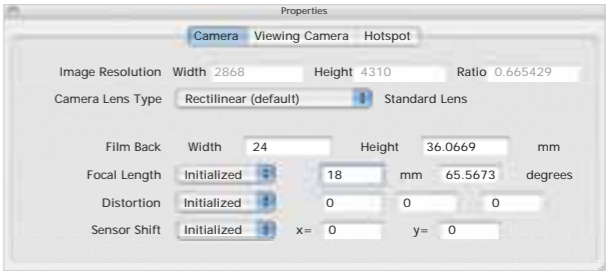 Properties
Camera Viewing Camera Hotspot
Image Resolution Width 2868 Height 4310 Ratio 0.665429
Camera Lens Type Rectilinear (default) Standard Lens
Film Back Width 24 Height 36.0669 mm
Focal Length Initialized 18 mm 65.5673 degrees
Distortion Initialized 0 0 0
Sensor Shift Initialized x= 0 y= 0